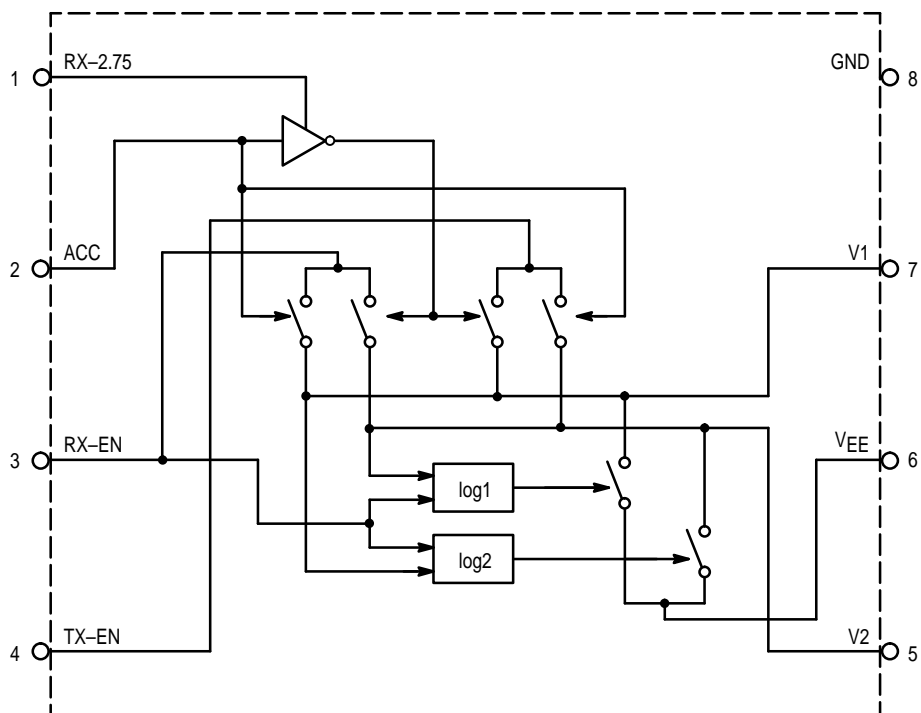 1 RX–2.75
GND 8
2 ACC
V1 7
3 RX–EN
VEE 6
log1
log2
4 TX–EN
V2 5